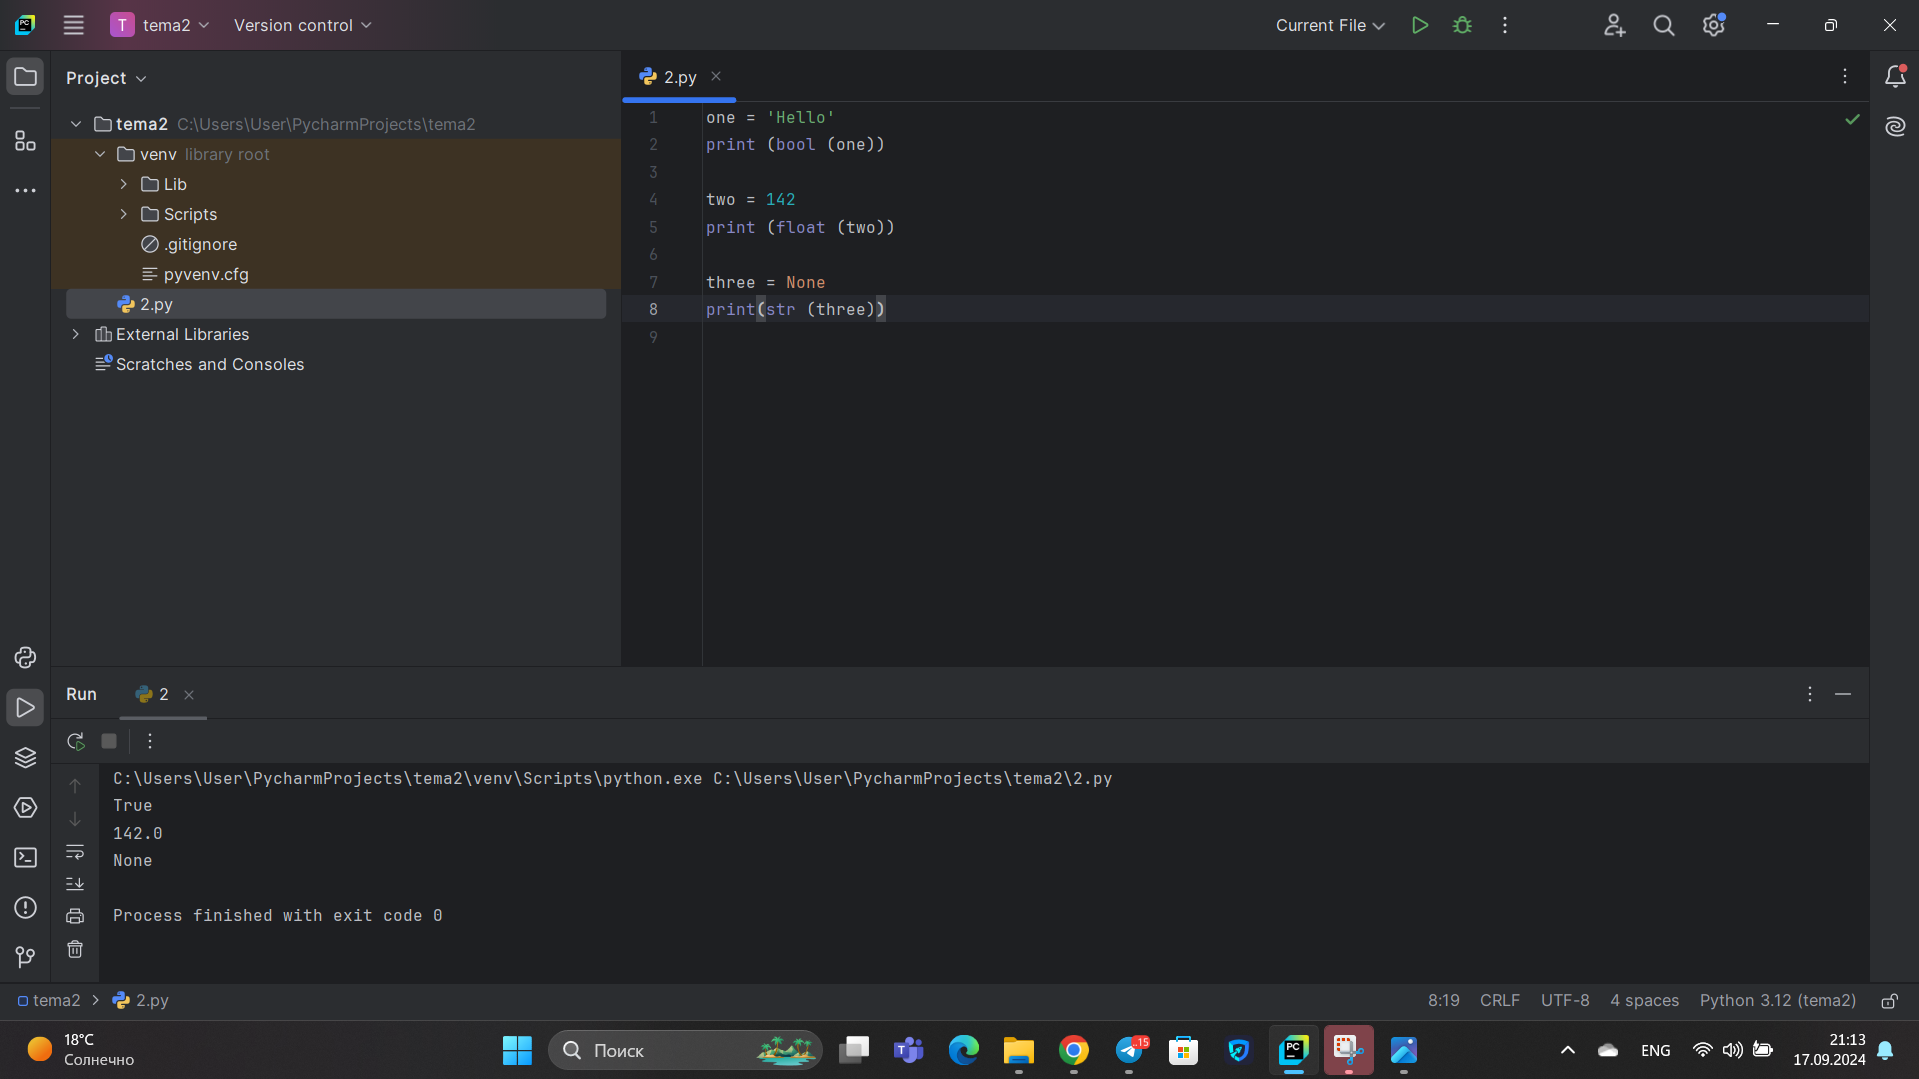 T tema2 Version control Current File
Project
2.py
tema2 C:\Users\User\PycharmProjects\tema2
venv library root
Lib
Scripts
.gitignore
pyvenv.cfg
2.py
External Libraries
Scratches and Consoles
1 one = 'Hello'
2 print (bool (one))
3
4 two = 142
5 print (float (two))
6
7 three = None
8 print(str (three))
9
Run 2
C:\Users\User\PycharmProjects\tema2\venv\Scripts\python.exe C:\Users\User\PycharmProjects\tema2\2.py
True
142.0
None
Process finished with exit code 0
tema2 2.py 8:19 CRLF UTF-8 4 spaces Python 3.12 (tema2)
18°C
Солнечно
Поиск
15
PC
ENG
21:13
17.09.2024